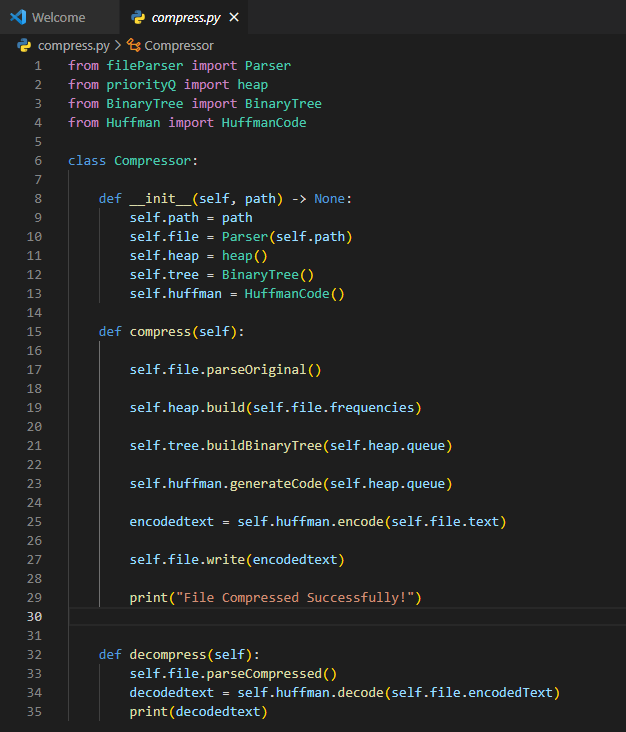 Welcome compress.py
compress.py > Compressor
1 from fileParser import Parser
2 from priorityQ import heap
3 from BinaryTree import BinaryTree
4 from Huffman import HuffmanCode
5
6 class Compressor:
7
8     def __init__(self, path) -> None:
9         self.path = path
10         self.file = Parser(self.path)
11         self.heap = heap()
12         self.tree = BinaryTree()
13         self.huffman = HuffmanCode()
14
15     def compress(self):
16
17         self.file.parseOriginal()
18
19         self.heap.build(self.file.frequencies)
20
21         self.tree.buildBinaryTree(self.heap.queue)
22
23         self.huffman.generateCode(self.heap.queue)
24
25         encodedtext = self.huffman.encode(self.file.text)
26
27         self.file.write(encodedtext)
28
29         print("File Compressed Successfully!")
30
31
32     def decompress(self):
33         self.file.parseCompressed()
34         decodedtext = self.huffman.decode(self.file.encodedText)
35         print(decodedtext)